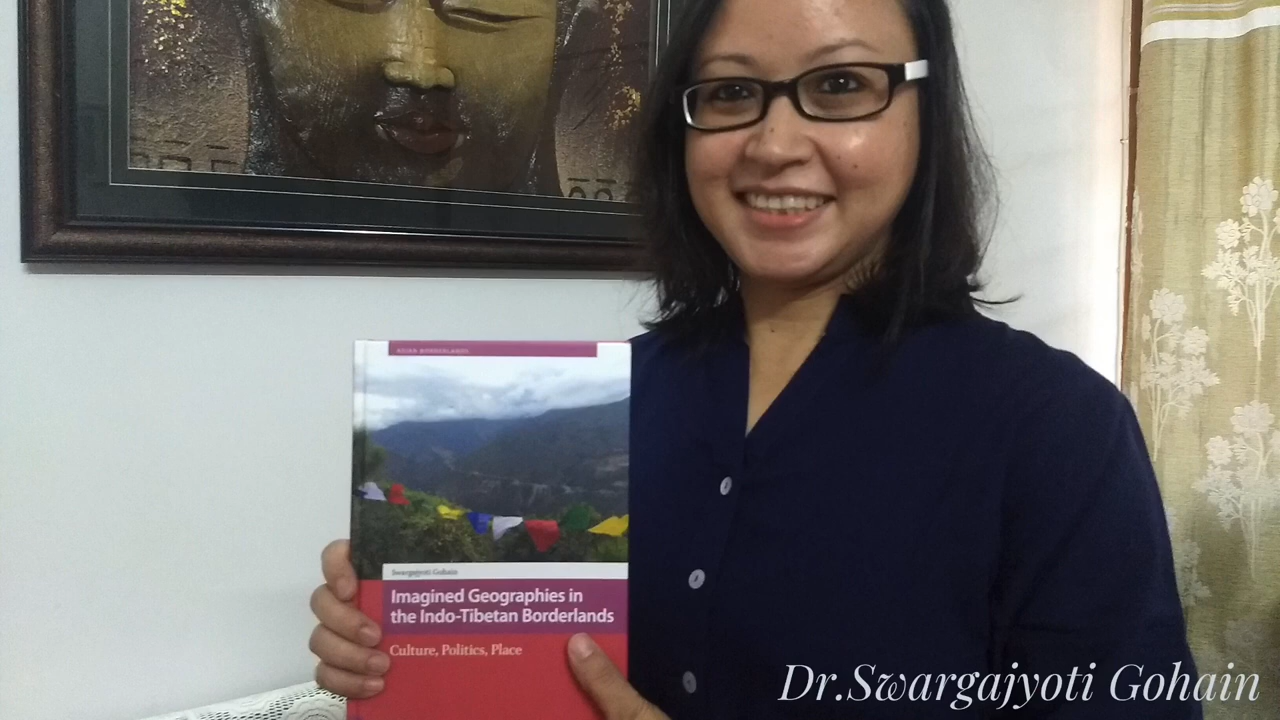 ASIAN BORDERLANDS
Swargajyoti Gohain
Imagined Geographies in
the Indo-Tibetan Borderlands
Culture, Politics, Place
Dr.Swargajyoti Gohain